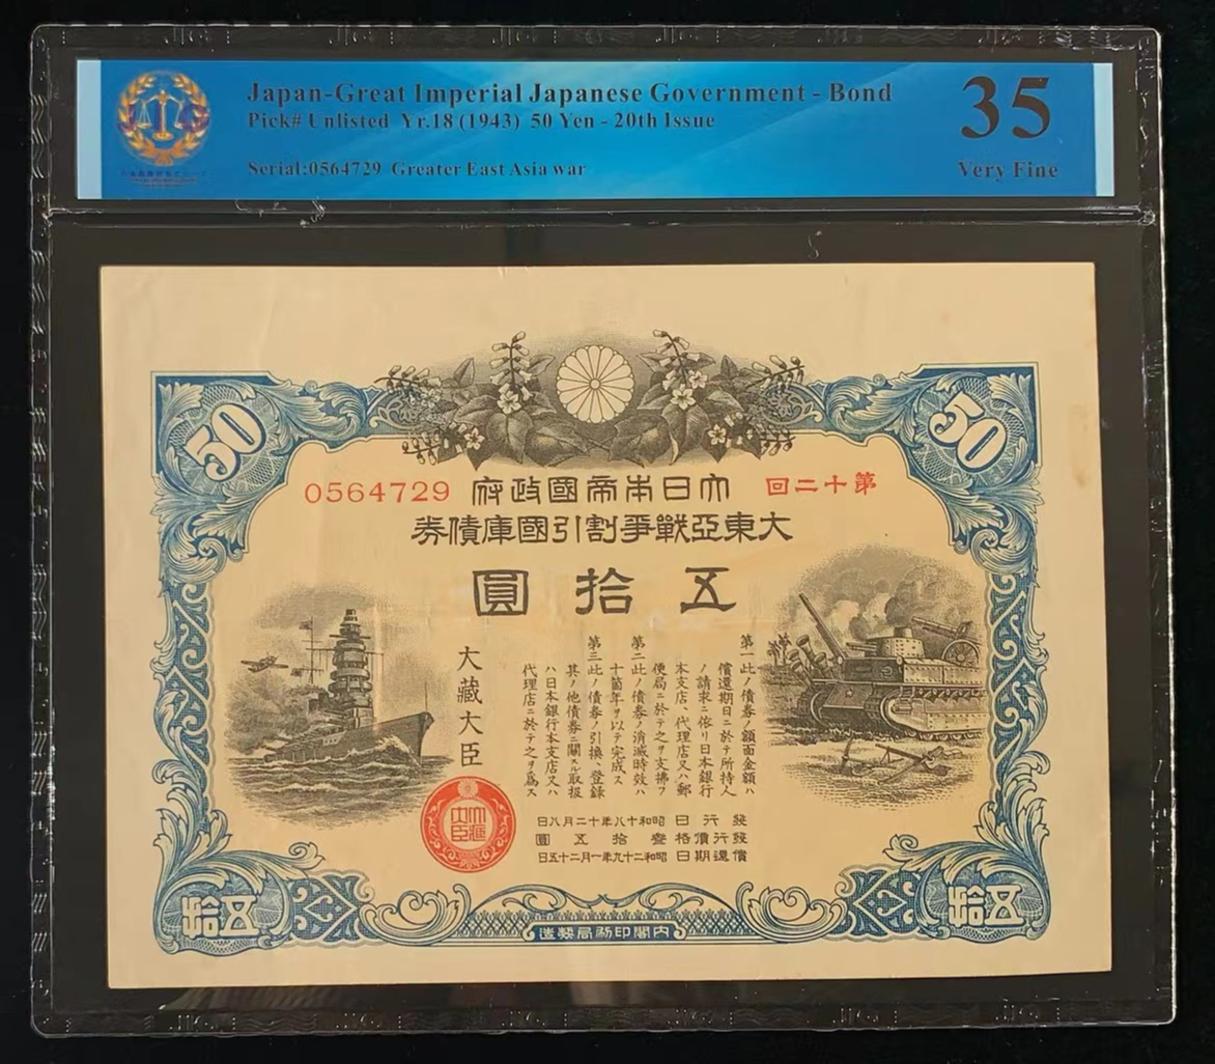 Japan-Great Imperial Japanese Government - Bond
35
Pick# Unlisted Yr.18 (1943) 50 Yen - 20th Issue
Serial:0564729 Greater East Asia war
Very Fine
50
50
第十二回
大日本帝國政府
0564729
大東亞戰爭割引國庫債券
五拾圓
第一此ノ債券ノ額面金額ハ
償還期日ニ於テ所持人
ノ請求ニ依リ日本銀行
本支店、代理店又ハ郵
便局ニ於テ之ヲ支拂フ
第二此ノ債券ノ消滅時效ハ
十箇年ヲ以テ完成ス
第三此ノ債券ノ引換、登録
其ノ他債券ニ關スル取扱
ハ日本銀行本支店又ハ
代理店ニ於テ之ヲ爲ス
大藏大臣
發行日 昭和十八年十二月八日
發行價格 叁拾五圓
償還期日 昭和二十九年一月二十五日
五拾
五拾
内閣印刷局製造